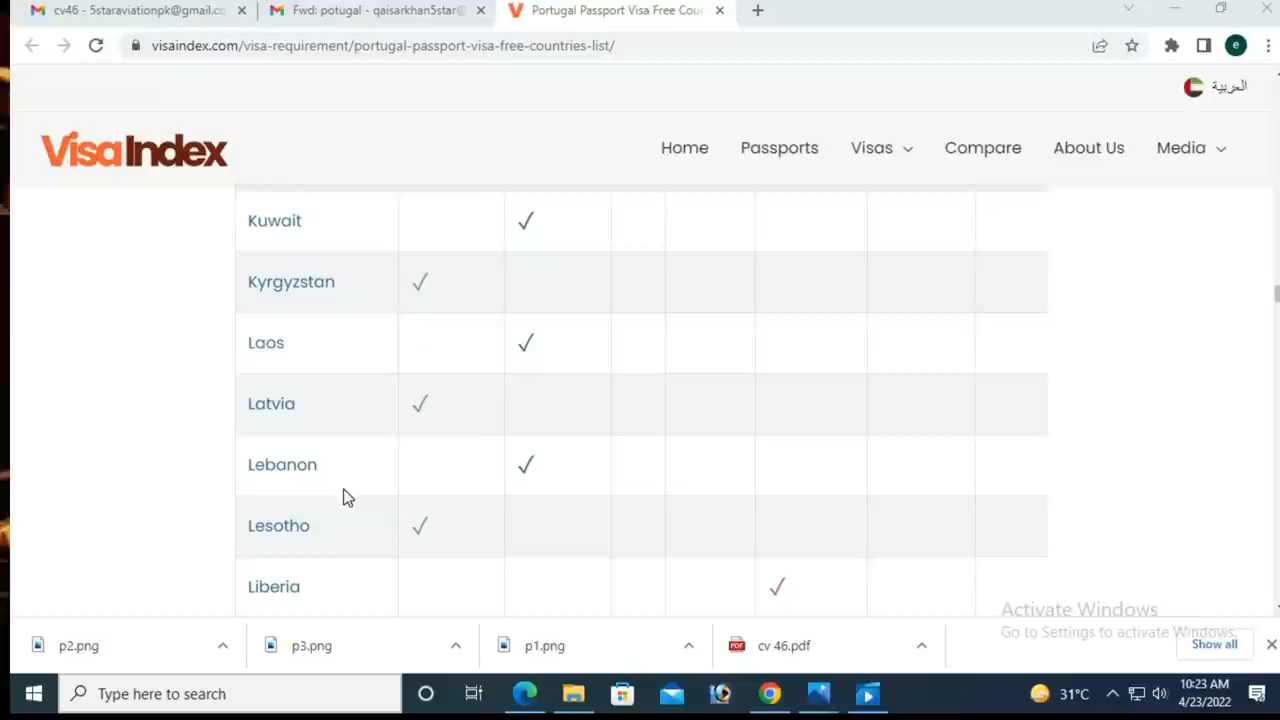 cv46 - 5staraviationpk@gmail.co
Fwd: potugal - qaisarkhan5star@
Portugal Passport Visa Free Cou
visaindex.com/visa-requirement/portugal-passport-visa-free-countries-list/
e
العربية
VisaIndex
Home
Passports
Visas
Compare
About Us
Media
Kuwait
Kyrgyzstan
Laos
Latvia
Lebanon
Lesotho
Liberia
Activate Windows
Go to Settings to activate Windows.
p2.png
p3.png
p1.png
PDF
cv 46.pdf
Show all
Type here to search
31°C
10:23 AM
4/23/2022